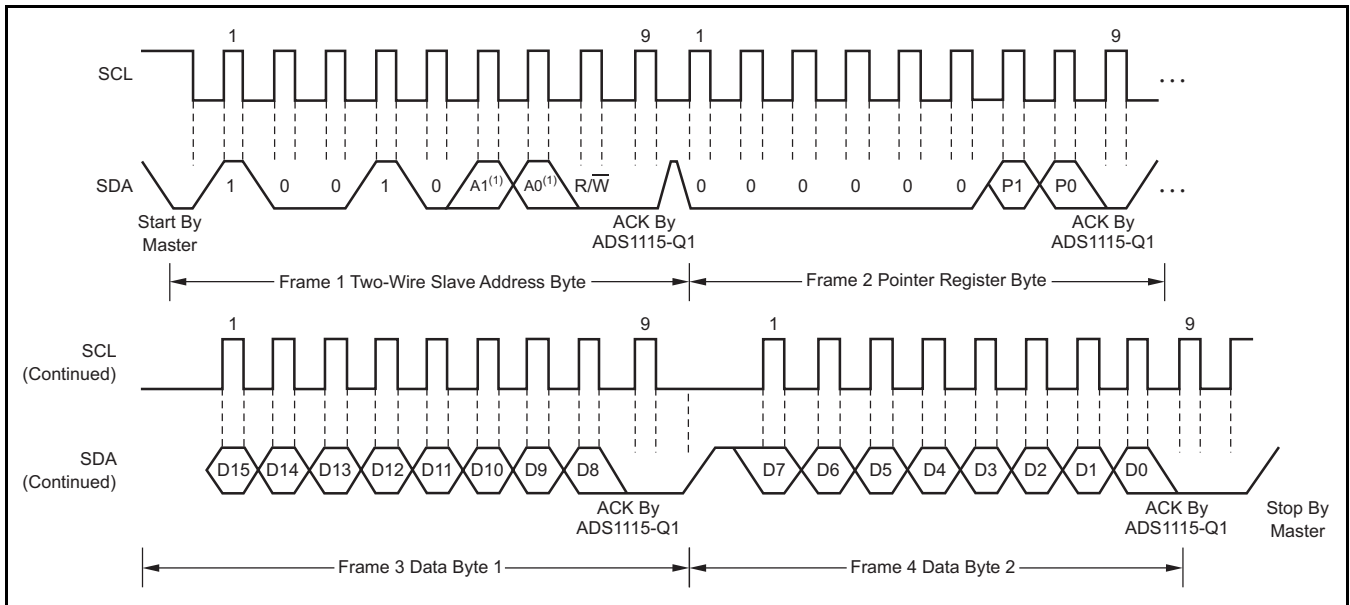 1 9 1 9
SCL ...
SDA 1 0 0 1 0 A1(1) A0(1) R/W̅ 0 0 0 0 0 0 P1 P0 ...
Start By
Master
ACK By
ADS1115-Q1
ACK By
ADS1115-Q1
Frame 1 Two-Wire Slave Address Byte
Frame 2 Pointer Register Byte
1 9 1 9
SCL
(Continued)
SDA
(Continued)
D15 D14 D13 D12 D11 D10 D9 D8 D7 D6 D5 D4 D3 D2 D1 D0
ACK By
ADS1115-Q1
ACK By
ADS1115-Q1
Stop By
Master
Frame 3 Data Byte 1
Frame 4 Data Byte 2